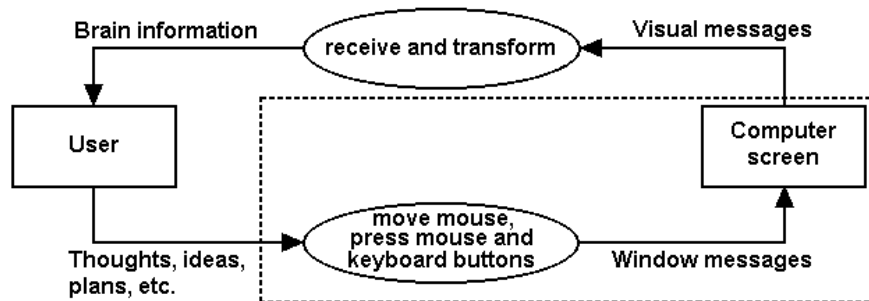 Brain information
receive and transform
Visual messages
User
Computer
screen
move mouse,
press mouse and
keyboard buttons
Thoughts, ideas,
plans, etc.
Window messages